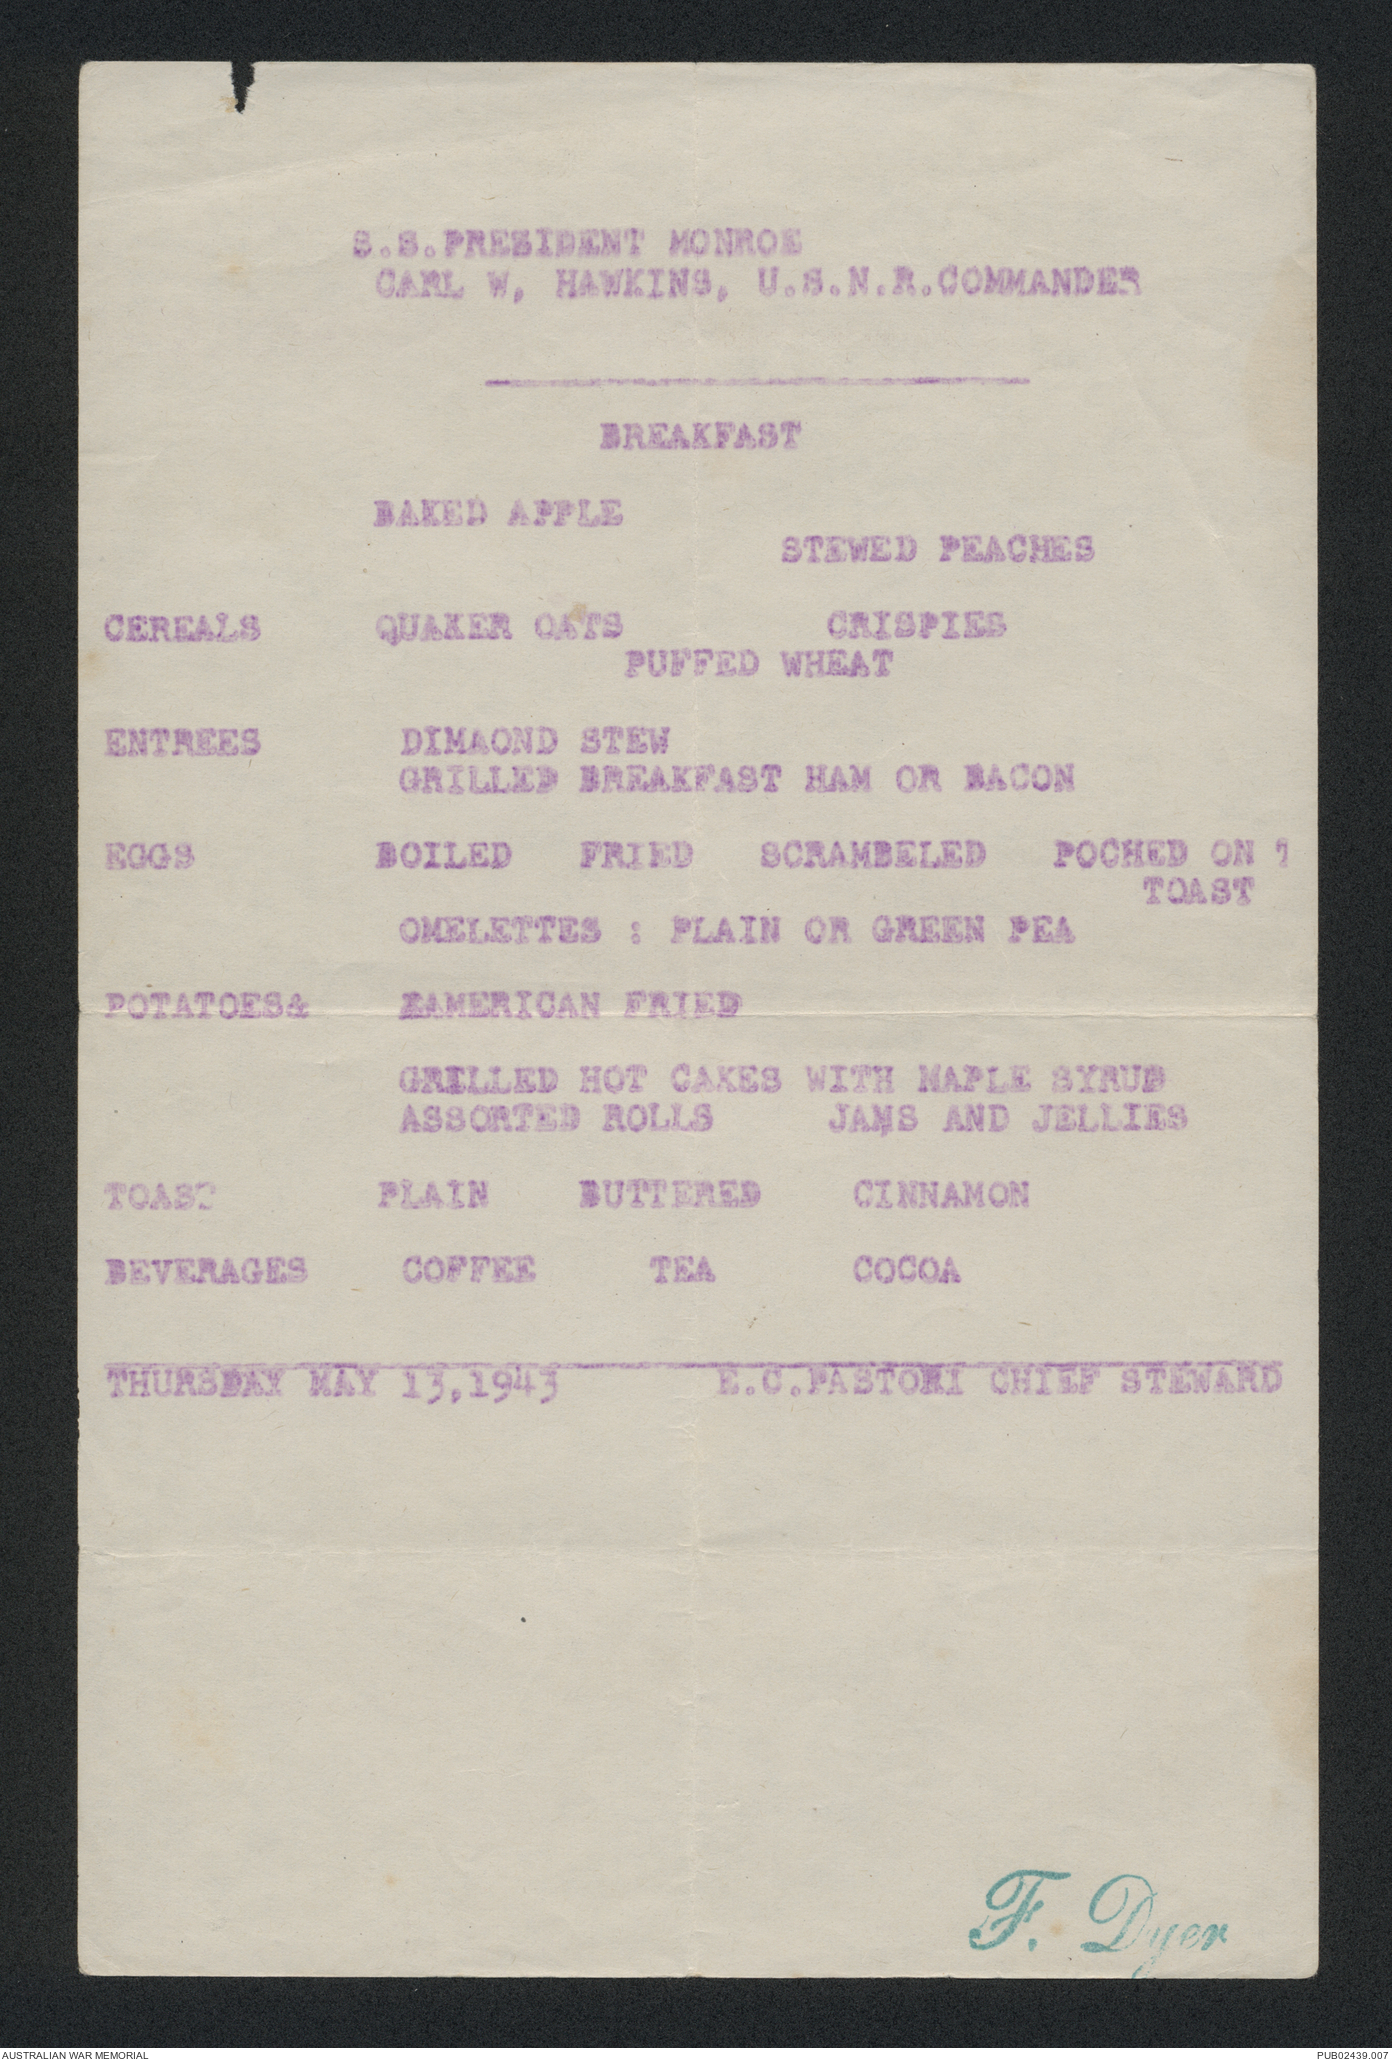 S.S.PRESIDENT MONROE
CARL W, HAWKINS, U.S.N.R.COMMANDER
BREAKFAST
BAKED APPLE
STEWED PEACHES
CEREALS QUAKER OATS CRISPIES
PUFFED WHEAT
ENTREES DIMAOND STEW
GRILLED BREAKFAST HAM OR BACON
EGGS BOILED FRIED SCRAMBELED POCHED ON T
TOAST
OMELETTES : PLAIN OR GREEN PEA
POTATOES& AMERICAN FRIED
GRILLED HOT CAKES WITH MAPLE SYRUB
ASSORTED ROLLS JAMS AND JELLIES
TOAST PLAIN BUTTERED CINNAMON
BEVERAGES COFFEE TEA COCOA
THURSDAY MAY 13,1943 E.C.PASTORI CHIEF STEWARD
F. Dyer
AUSTRALIAN WAR MEMORIAL PUB02439.007